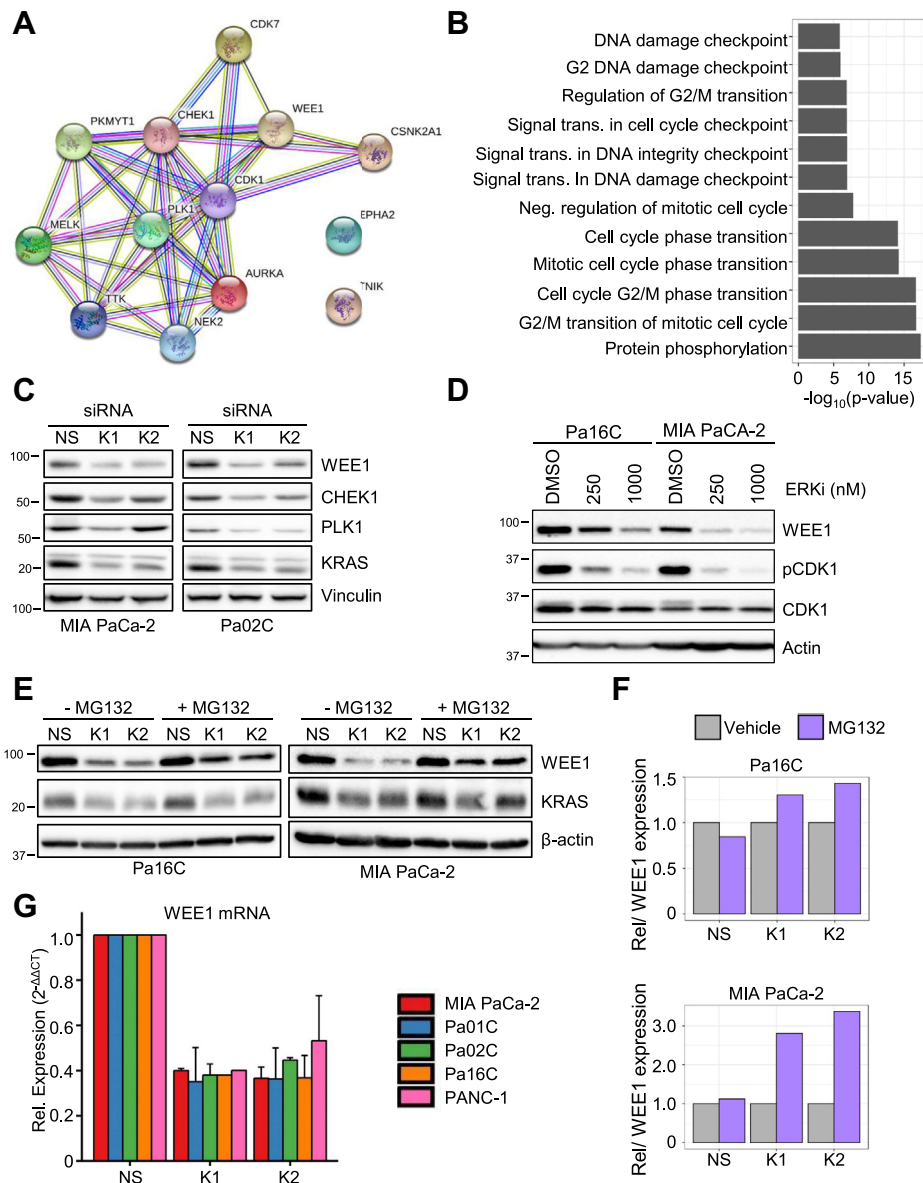 A
CDK7
PKMYT1
CHEK1
WEE1
CSNK2A1
CDK1
MELK
PLK1
EPHA2
AURKA
TTK
NEK2
TNIK
B
DNA damage checkpoint
G2 DNA damage checkpoint
Regulation of G2/M transition
Signal trans. in cell cycle checkpoint
Signal trans. in DNA integrity checkpoint
Signal trans. In DNA damage checkpoint
Neg. regulation of mitotic cell cycle
Cell cycle phase transition
Mitotic cell cycle phase transition
Cell cycle G2/M phase transition
G2/M transition of mitotic cell cycle
Protein phosphorylation
0 5 10 15
-log10(p-value)
C
siRNA siRNA
NS K1 K2 NS K1 K2
100 WEE1
50 CHEK1
50 PLK1
20 KRAS
100 Vinculin
MIA PaCa-2 Pa02C
D
Pa16C MIA PaCA-2
DMSO 250 1000 DMSO 250 1000 ERKi (nM)
100 WEE1
37 pCDK1
37 CDK1
37 Actin
E
- MG132 + MG132 - MG132 + MG132
NS K1 K2 NS K1 K2 NS K1 K2 NS K1 K2
100 WEE1
20 KRAS
37 β-actin
Pa16C MIA PaCa-2
F
Vehicle MG132
Pa16C
Rel/ WEE1 expression
1.5
1.0
0.5
0
NS K1 K2
MIA PaCa-2
Rel/ WEE1 expression
3.0
2.0
1.0
0
NS K1 K2
G
WEE1 mRNA
Rel. Expression (2-ΔΔCT)
1.0
0.8
0.6
0.4
0.2
0
NS K1 K2
MIA PaCa-2
Pa01C
Pa02C
Pa16C
PANC-1